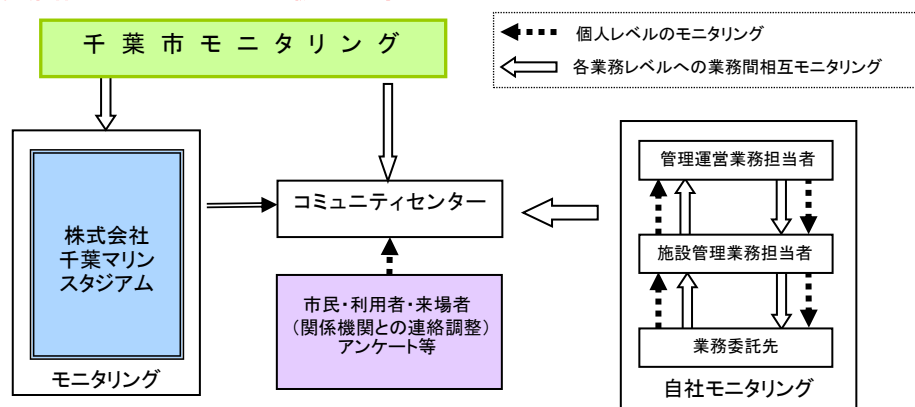 千葉市モニタリング
個人レベルのモニタリング
各業務レベルへの業務間相互モニタリング
株式会社
千葉マリン
スタジアム
モニタリング
コミュニティセンター
市民・利用者・来場者
（関係機関との連絡調整）
アンケート等
管理運営業務担当者
施設管理業務担当者
業務委託先
自社モニタリング